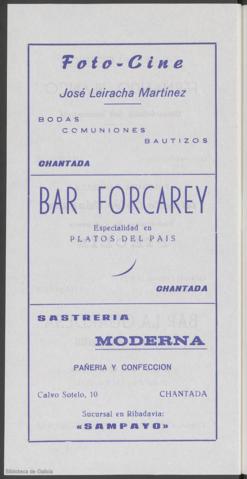 Foto-Cine
José Leiracha Martínez
BODAS
COMUNIONES
BAUTIZOS
CHANTADA
BAR FORCAREY
Especialidad en
PLATOS DEL PAIS
CHANTADA
SASTRERIA
MODERNA
PAÑERIA Y CONFECCION
Calvo Sotelo, 10 CHANTADA
Sucursal en Ribadavia:
«SAMPAYO»
Biblioteca de Galicia